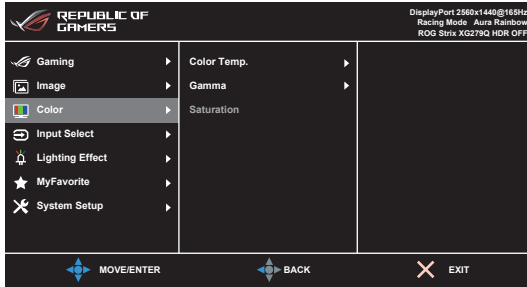 REPUBLIC OF
GAMERS
DisplayPort 2560x1440@165Hz
Racing Mode Aura Rainbow
ROG Strix XG279Q HDR OFF
Gaming
Image
Color
Input Select
Lighting Effect
MyFavorite
System Setup
Color Temp.
Gamma
Saturation
MOVE/ENTER
BACK
EXIT